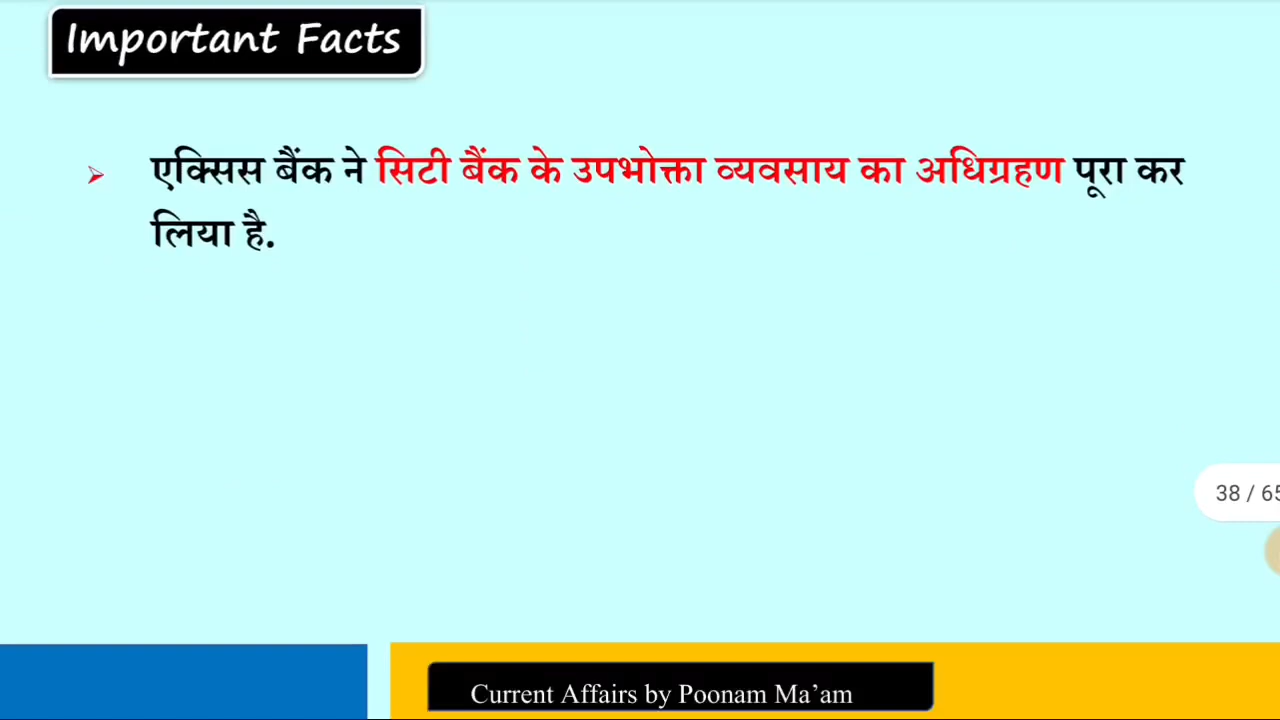 Important Facts
➢ एक्सिस बैंक ने सिटी बैंक के उपभोक्ता व्यवसाय का अधिग्रहण पूरा कर
लिया है.
38 / 65
Current Affairs by Poonam Ma’am